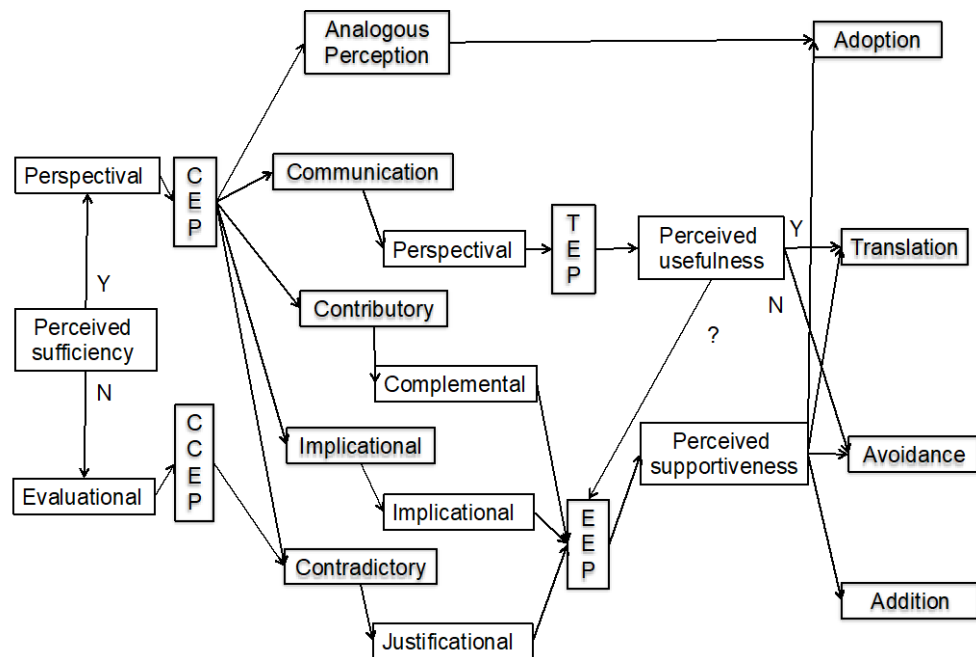 Analogous
Perception
Adoption
Perspectival
C
E
P
Communication
Perspectival
T
E
P
Perceived
usefulness
Y
N
Translation
Y
Perceived
sufficiency
N
Contributory
?
Complemental
C
C
E
P
Implicational
Perceived
supportiveness
Avoidance
Evaluational
Implicational
E
E
P
Contradictory
Addition
Justificational